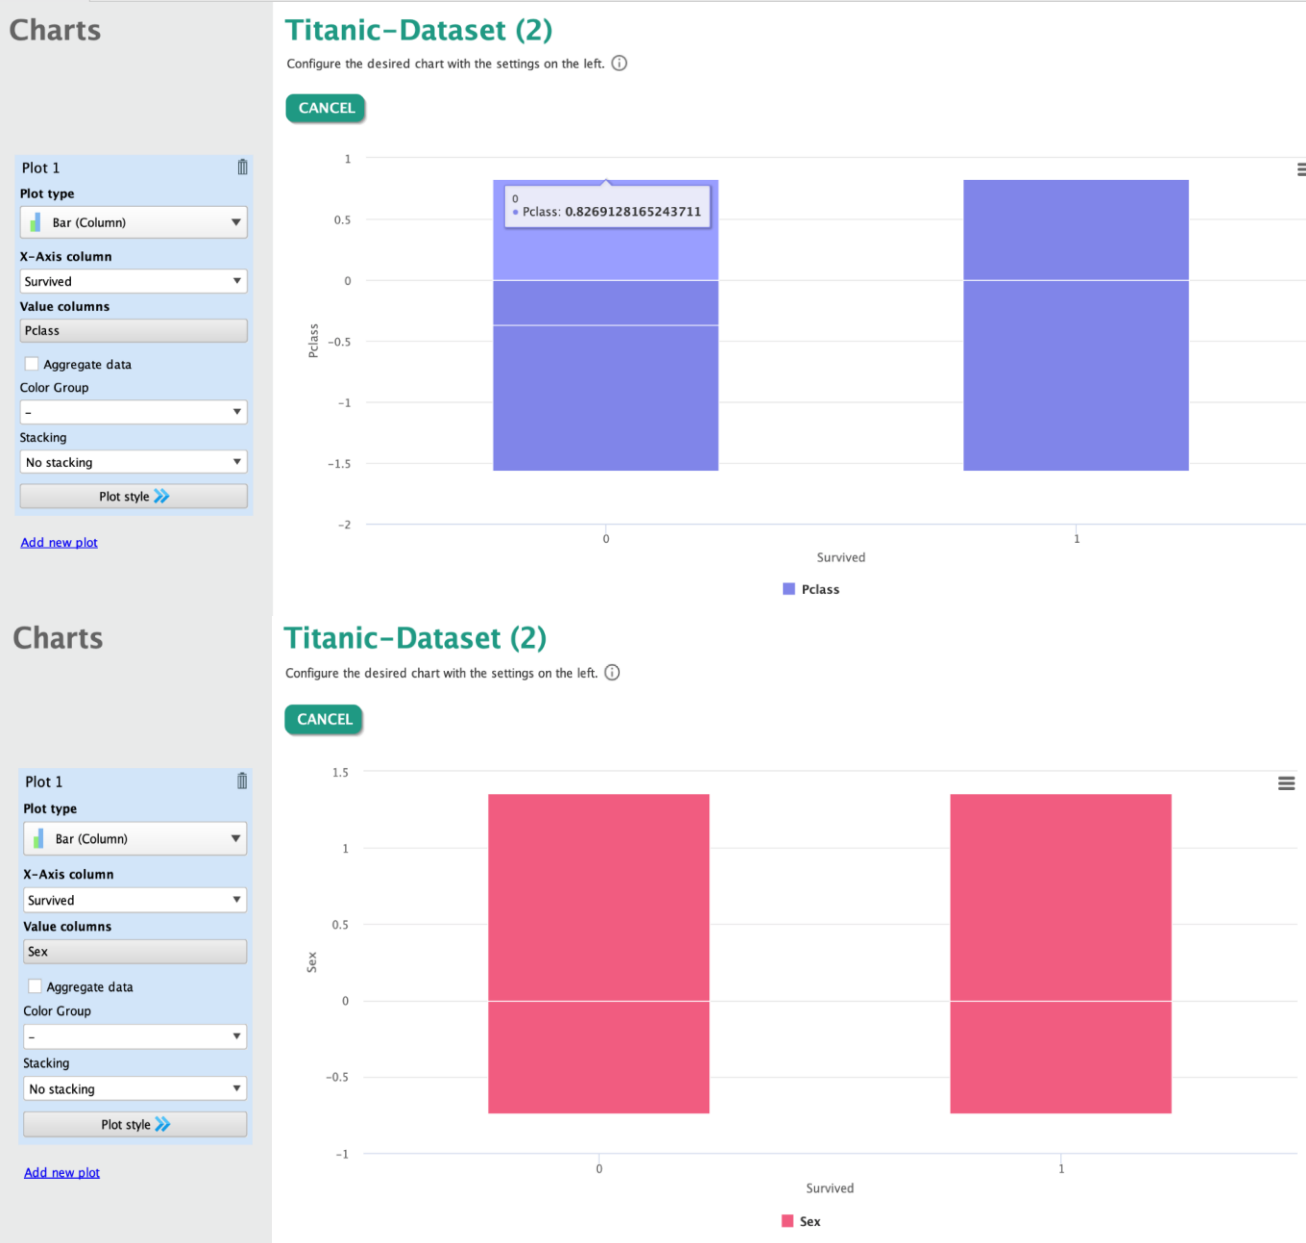 Charts
Titanic-Dataset (2)
Configure the desired chart with the settings on the left.
CANCEL
Plot 1
Plot type
Bar (Column)
X-Axis column
Survived
Value columns
Pclass
Aggregate data
Color Group
–
Stacking
No stacking
Plot style
Add new plot
1
0.5
0
-0.5
-1
-1.5
-2
Pclass
0
Pclass: 0.8269128165243711
0
1
Survived
Pclass
Charts
Titanic-Dataset (2)
Configure the desired chart with the settings on the left.
CANCEL
Plot 1
Plot type
Bar (Column)
X-Axis column
Survived
Value columns
Sex
Aggregate data
Color Group
–
Stacking
No stacking
Plot style
Add new plot
1.5
1
0.5
0
-0.5
-1
Sex
0
1
Survived
Sex